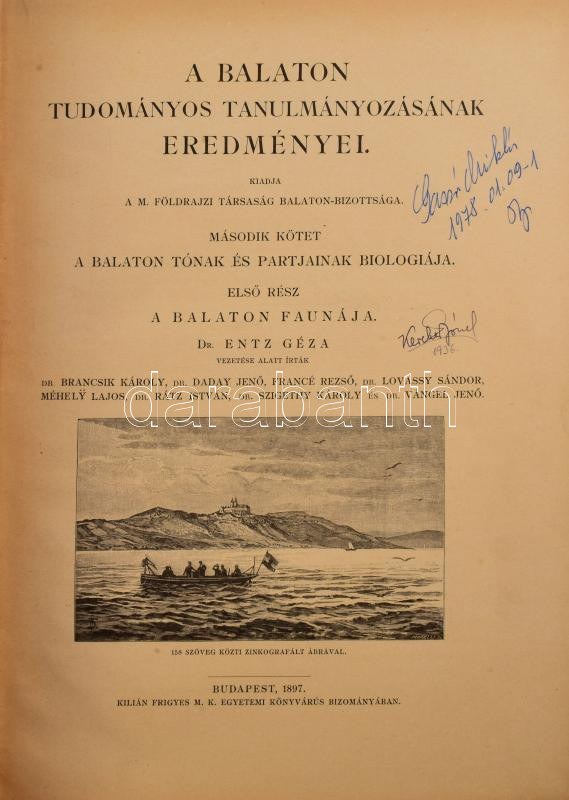 A BALATON
TUDOMÁNYOS TANULMÁNYOZÁSÁNAK
EREDMÉNYEI.
KIADJA
A M. FÖLDRAJZI TÁRSASÁG BALATON-BIZOTTSÁGA.
1978. 01. 09-1
MÁSODIK KÖTET
A BALATON TÓNAK ÉS PARTJAINAK BIOLOGIÁJA.
ELSŐ RÉSZ
A BALATON FAUNÁJA.
DR. ENTZ GÉZA
1936.
VEZETÉSE ALATT ÍRTÁK
DR. BRANCSIK KÁROLY, DR. DADAY JENŐ, FRANCÉ REZSŐ, DR. LOVASSY SÁNDOR,
MÉHELŸ LAJOS, DR. RÁTZ ISTVÁN, DR. SZIGETHY KÁROLY ÉS DR. VÁNGEL JENŐ.
darabanth
158 SZÖVEG KÖZTI ZINKOGRAFÁLT ÁBRÁVAL.
BUDAPEST, 1897.
KILIÁN FRIGYES M. K. EGYETEMI KÖNYVÁRÚS BIZOMÁNYÁBAN.